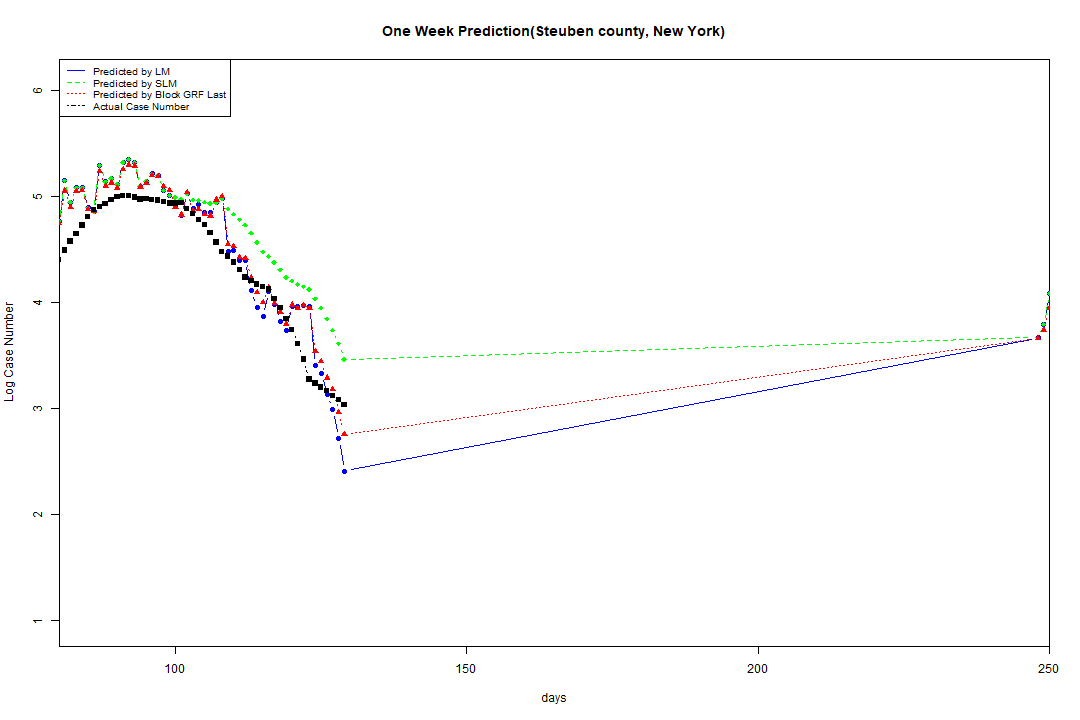 One Week Prediction(Steuben county, New York)
Predicted by LM
Predicted by SLM
Predicted by Block GRF Last
Actual Case Number
6
5
4
3
2
1
Log Case Number
100
150
200
250
days